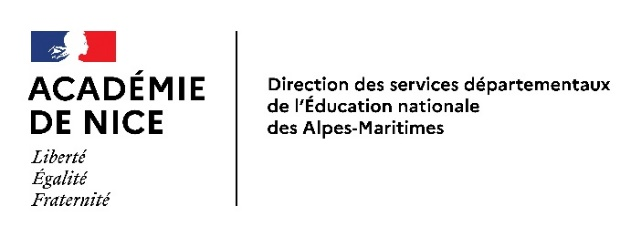 ACADÉMIE
DE NICE
Liberté
Égalité
Fraternité
Direction des services départementaux
de l'Éducation nationale
des Alpes-Maritimes